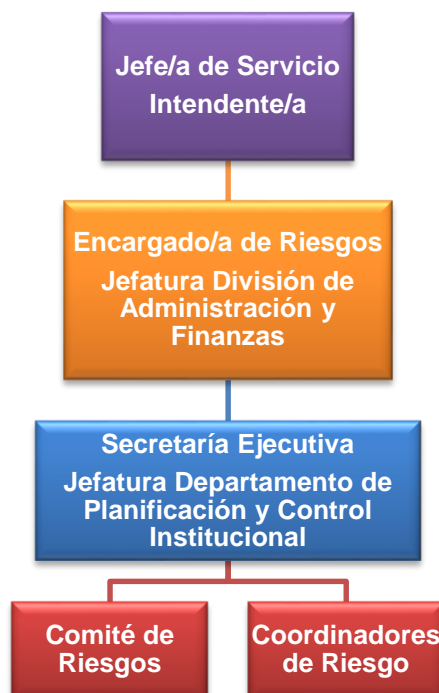 Jefe/a de Servicio
Intendente/a
Encargado/a de Riesgos
Jefatura División de
Administración y
Finanzas
Secretaría Ejecutiva
Jefatura Departamento de
Planificación y Control
Institucional
Comité de
Riesgos
Coordinadores
de Riesgo